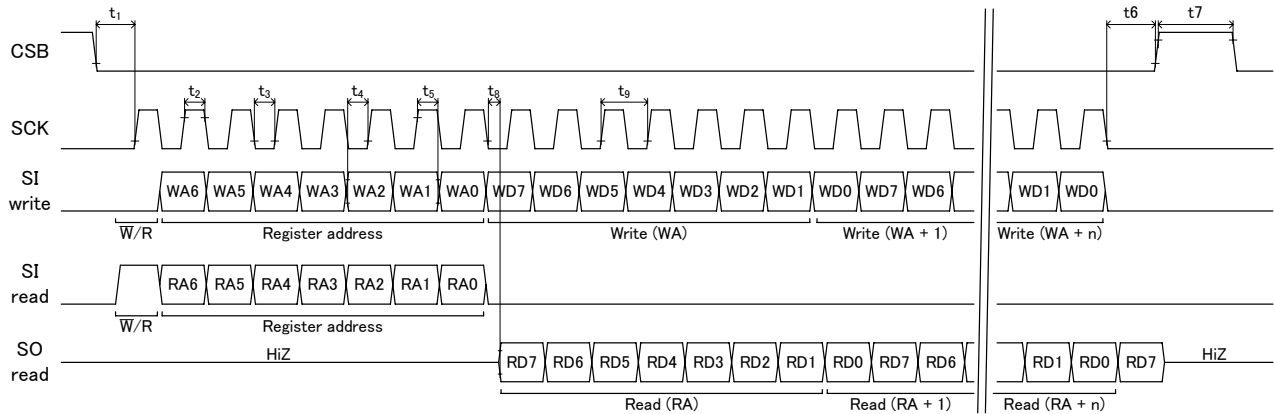 t1 t6 t7
CSB
t2 t3 t4 t5 t8 t9
SCK
SI write WA6 WA5 WA4 WA3 WA2 WA1 WA0 WD7 WD6 WD5 WD4 WD3 WD2 WD1 WD0 WD7 WD6 WD1 WD0
W̅/R Register address Write (WA) Write (WA + 1) Write (WA + n)
SI read RA6 RA5 RA4 RA3 RA2 RA1 RA0
W̅/R Register address
SO read HiZ RD7 RD6 RD5 RD4 RD3 RD2 RD1 RD0 RD7 RD6 RD1 RD0 RD7 HiZ
Read (RA) Read (RA + 1) Read (RA + n)